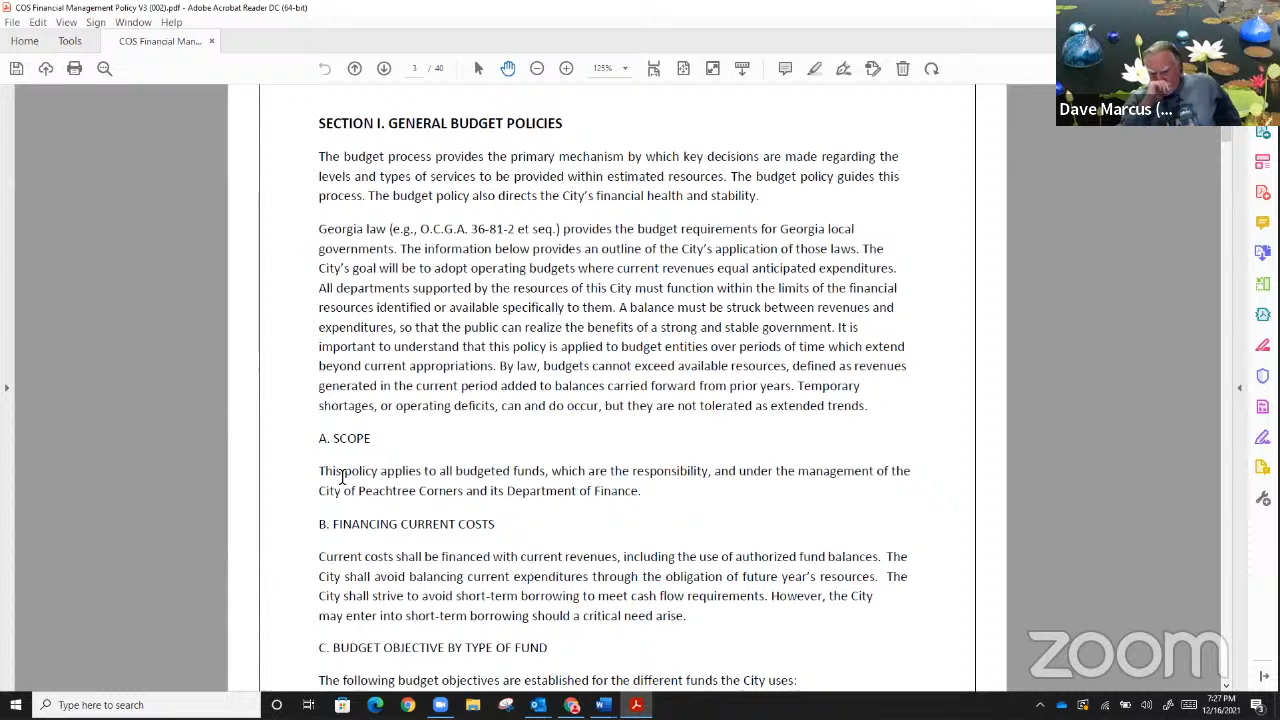 COS Financial Management Policy V3 (002).pdf - Adobe Acrobat Reader DC (64-bit)
File Edit View Sign Window Help
Home Tools COS Financial Man... ×
3 / 40 125%
Dave Marcus (...
SECTION I. GENERAL BUDGET POLICIES
The budget process provides the primary mechanism by which key decisions are made regarding the
levels and types of services to be provided within estimated resources. The budget policy guides this
process. The budget policy also directs the City's financial health and stability.
Georgia law (e.g., O.C.G.A. 36-81-2 et seq.) provides the budget requirements for Georgia local
governments. The information below provides an outline of the City's application of those laws. The
City's goal will be to adopt operating budgets where current revenues equal anticipated expenditures.
All departments supported by the resources of this City must function within the limits of the financial
resources identified or available specifically to them. A balance must be struck between revenues and
expenditures, so that the public can realize the benefits of a strong and stable government. It is
important to understand that this policy is applied to budget entities over periods of time which extend
beyond current appropriations. By law, budgets cannot exceed available resources, defined as revenues
generated in the current period added to balances carried forward from prior years. Temporary
shortages, or operating deficits, can and do occur, but they are not tolerated as extended trends.
A. SCOPE
This policy applies to all budgeted funds, which are the responsibility, and under the management of the
City of Peachtree Corners and its Department of Finance.
B. FINANCING CURRENT COSTS
Current costs shall be financed with current revenues, including the use of authorized fund balances. The
City shall avoid balancing current expenditures through the obligation of future year's resources. The
City shall strive to avoid short-term borrowing to meet cash flow requirements. However, the City
may enter into short-term borrowing should a critical need arise.
C. BUDGET OBJECTIVE BY TYPE OF FUND
The following budget objectives are established for the different funds the City uses:
zoom
Type here to search
7:27 PM
12/16/2021